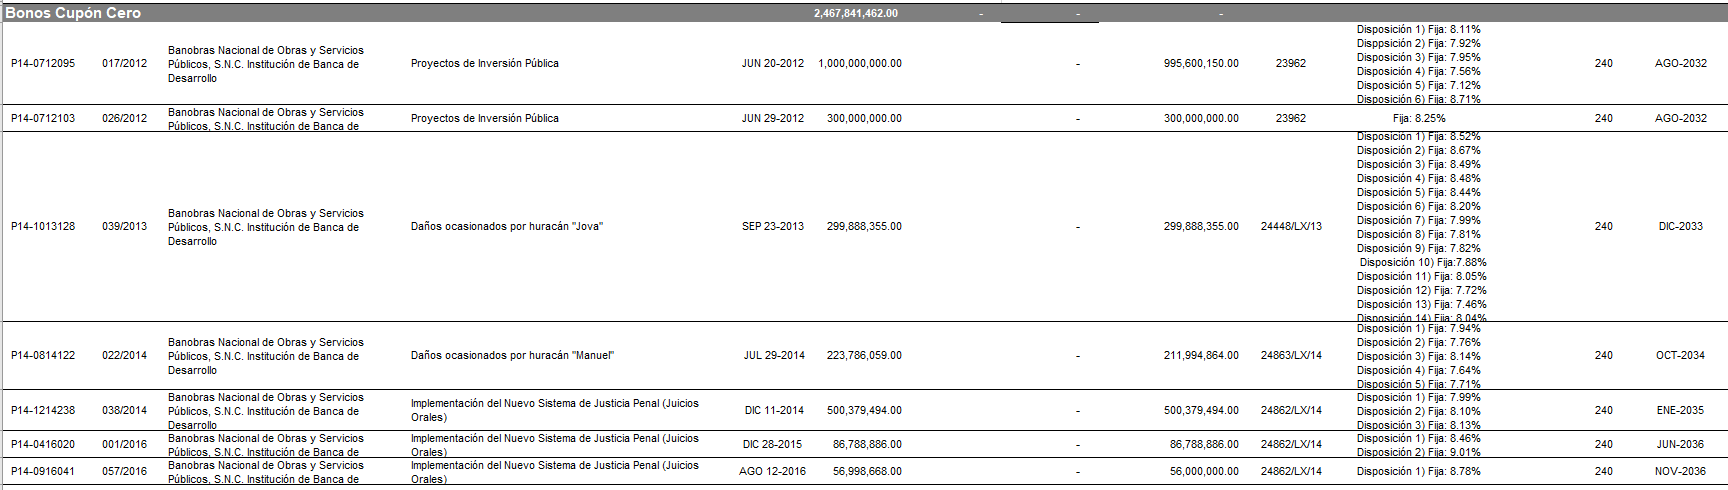 Bonos Cupón Cero 2,467,841,462.00 - - -
Disposición 1) Fija: 8.11%
Banobras Nacional de Obras y Servicios Disppsición 2) Fija: 7.92%
P14-0712095 017/2012 Públicos, S.N.C. Institución de Banca de Proyectos de Inversión Pública JUN 20-2012 1,000,000,000.00 - 995,600,150.00 23962 Disposición 3) Fija: 7.95% 240 AGO-2032
Desarrollo Disposición 4) Fija: 7.56%
Disposición 5) Fija: 7.12%
Disposición 6) Fija: 8.71%
Banobras Nacional de Obras y Servicios
P14-0712103 026/2012 Públicos, S.N.C. Institución de Banca de Proyectos de Inversión Pública JUN 29-2012 300,000,000.00 - 300,000,000.00 23962 Fija: 8.25% 240 AGO-2032
Disposición 1) Fija: 8.52%
Disposición 2) Fija: 8.67%
Disposición 3) Fija: 8.49%
Disposición 4) Fija: 8.48%
Disposición 5) Fija: 8.44%
Banobras Nacional de Obras y Servicios Disposición 6) Fija: 8.20%
P14-1013128 039/2013 Públicos, S.N.C. Institución de Banca de Daños ocasionados por huracán "Jova" SEP 23-2013 299,888,355.00 - 299,888,355.00 24448/LX/13 Disposición 7) Fija: 7.99% 240 DIC-2033
Desarrollo Disposición 8) Fija: 7.81%
Disposición 9) Fija: 7.82%
Disposición 10) Fija:7.88%
Disposición 11) Fija: 8.05%
Disposición 12) Fija: 7.72%
Disposición 13) Fija: 7.46%
Disposición 14) Fija: 8.04%
Disposición 1) Fija: 7.94%
Banobras Nacional de Obras y Servicios Disposición 2) Fija: 7.76%
P14-0814122 022/2014 Públicos, S.N.C. Institución de Banca de Daños ocasionados por huracán "Manuel" JUL 29-2014 223,786,059.00 - 211,994,864.00 24863/LX/14 Disposición 3) Fija: 8.14% 240 OCT-2034
Desarrollo Disposición 4) Fija: 7.64%
Disposición 5) Fija: 7.71%
Banobras Nacional de Obras y Servicios Implementación del Nuevo Sistema de Justicia Penal (Juicios Disposición 1) Fija: 7.99%
P14-1214238 038/2014 Públicos, S.N.C. Institución de Banca de Orales) DIC 11-2014 500,379,494.00 - 500,379,494.00 24862/LX/14 Disposición 2) Fija: 8.10% 240 ENE-2035
Desarrollo Disposición 3) Fija: 8.13%
Banobras Nacional de Obras y Servicios Implementación del Nuevo Sistema de Justicia Penal (Juicios Disposición 1) Fija: 8.46%
P14-0416020 001/2016 Públicos, S.N.C. Institución de Banca de Orales) DIC 28-2015 86,788,886.00 - 86,788,886.00 24862/LX/14 Disposición 2) Fija: 9.01% 240 JUN-2036
Banobras Nacional de Obras y Servicios Implementación del Nuevo Sistema de Justicia Penal (Juicios
P14-0916041 057/2016 Públicos, S.N.C. Institución de Banca de Orales) AGO 12-2016 56,998,668.00 - 56,000,000.00 24862/LX/14 Disposición 1) Fija: 8.78% 240 NOV-2036